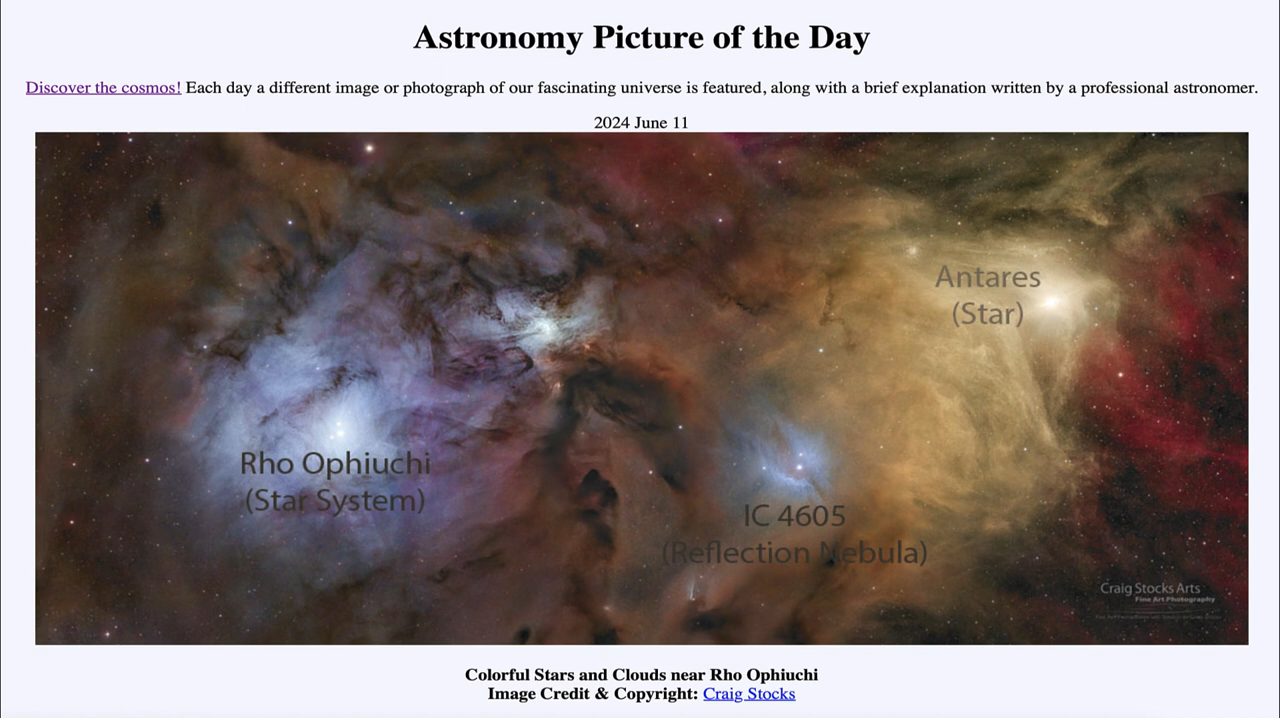 Astronomy Picture of the Day
Discover the cosmos! Each day a different image or photograph of our fascinating universe is featured, along with a brief explanation written by a professional astronomer.
2024 June 11
Antares
(Star)
Rho Ophiuchi
(Star System)
IC 4605
(Reflection Nebula)
Craig Stocks Arts
Fine Art Photography
Colorful Stars and Clouds near Rho Ophiuchi
Image Credit & Copyright: Craig Stocks